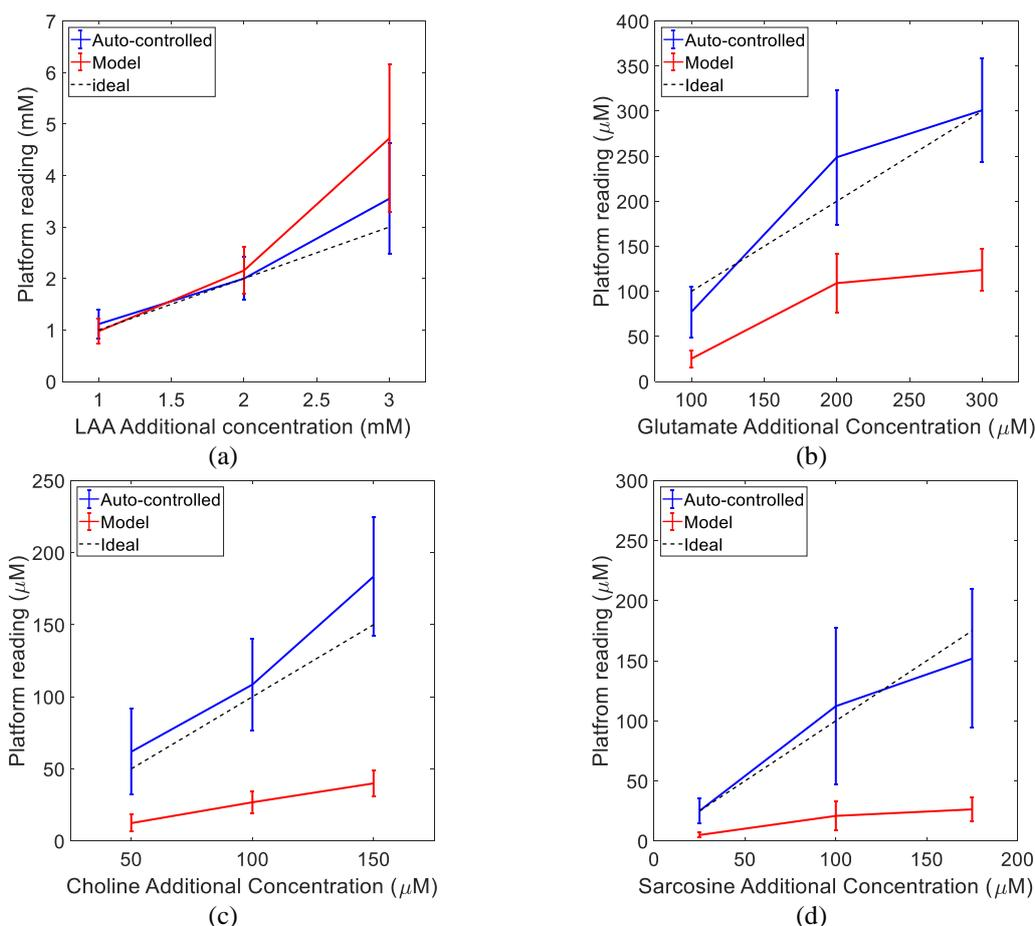 7
6
5
4
3
2
1
0
Platform reading (mM)
Auto-controlled
Model
ideal
1
1.5
2
2.5
3
LAA Additional concentration (mM)
(a)
400
350
300
250
200
150
100
50
0
Platform reading (μM)
Auto-controlled
Model
Ideal
100
150
200
250
300
Glutamate Additional Concentration (μM)
(b)
250
200
150
100
50
0
Platform reading (μM)
Auto-controlled
Model
Ideal
50
100
150
Choline Additional Concentration (μM)
(c)
300
250
200
150
100
50
0
Platfrom reading (μM)
Auto-controlled
Model
Ideal
0
50
100
150
200
Sarcosine Additional Concentration (μM)
(d)